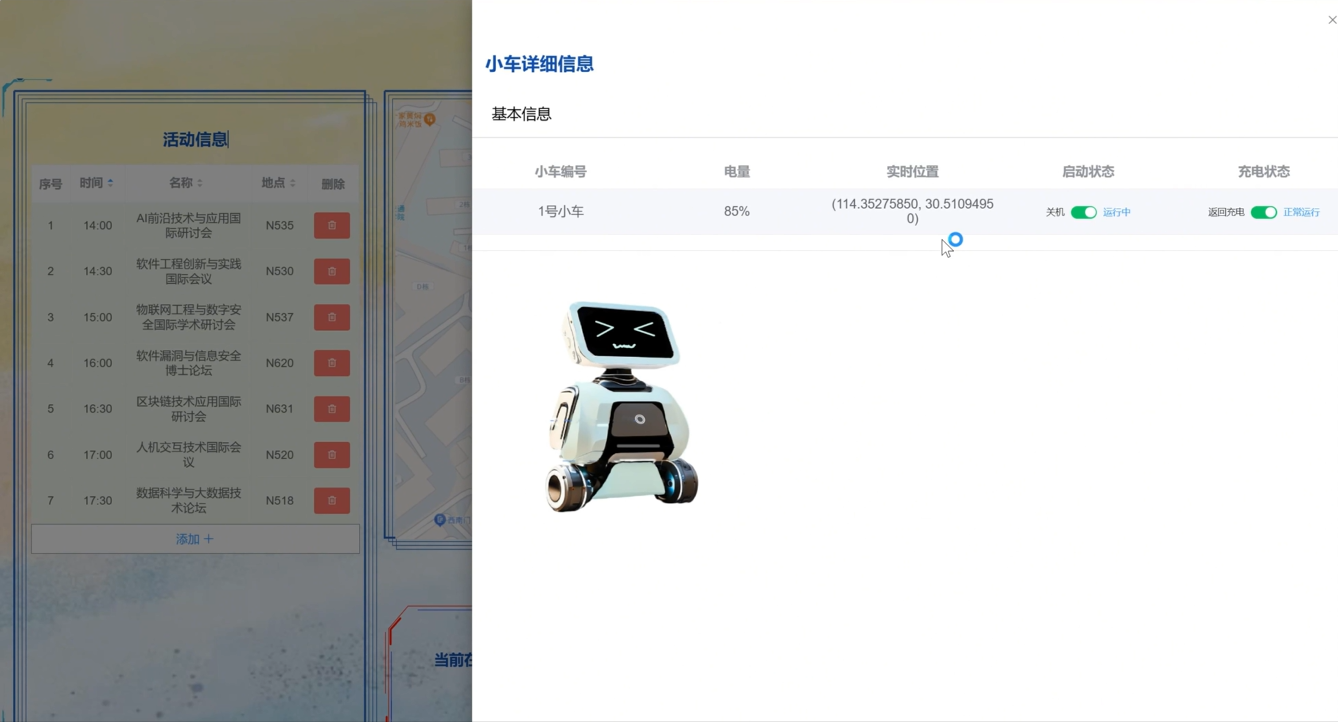 小车详细信息
基本信息
小车编号 电量 实时位置 启动状态 充电状态
1号小车 85% (114.35275850, 30.5109495
0) 关机 运行中 返回充电 正常运行
活动信息
序号 时间 名称 地点 删除
1 14:00 AI前沿技术与应用国
际研讨会 N535
2 14:30 软件工程创新与实践
国际会议 N530
3 15:00 物联网工程与数字安
全国际学术研讨会 N537
4 16:00 软件漏洞与信息安全
博士论坛 N620
5 16:30 区块链技术应用国际
研讨会 N631
6 17:00 人机交互技术国际会
议 N520
7 17:30 数据科学与大数据技
术论坛 N518
添加 +
D栋
当前在